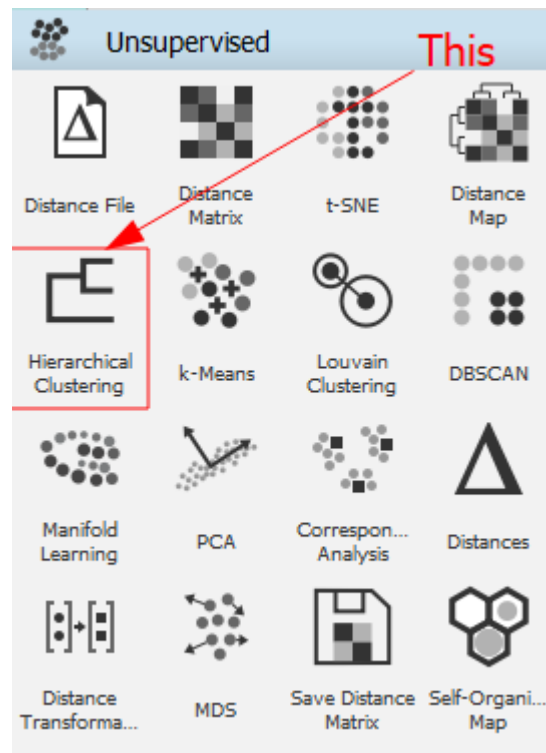 Unsupervised
This
Distance File
Distance
Matrix
t-SNE
Distance
Map
Hierarchical
Clustering
k-Means
Louvain
Clustering
DBSCAN
Manifold
Learning
PCA
Correspon...
Analysis
Distances
Distance
Transforma...
MDS
Save Distance
Matrix
Self-Organi...
Map